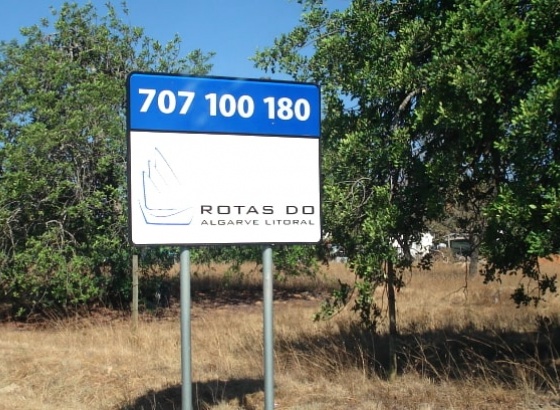 707 100 180
ROTAS DO
ALGARVE LITORAL